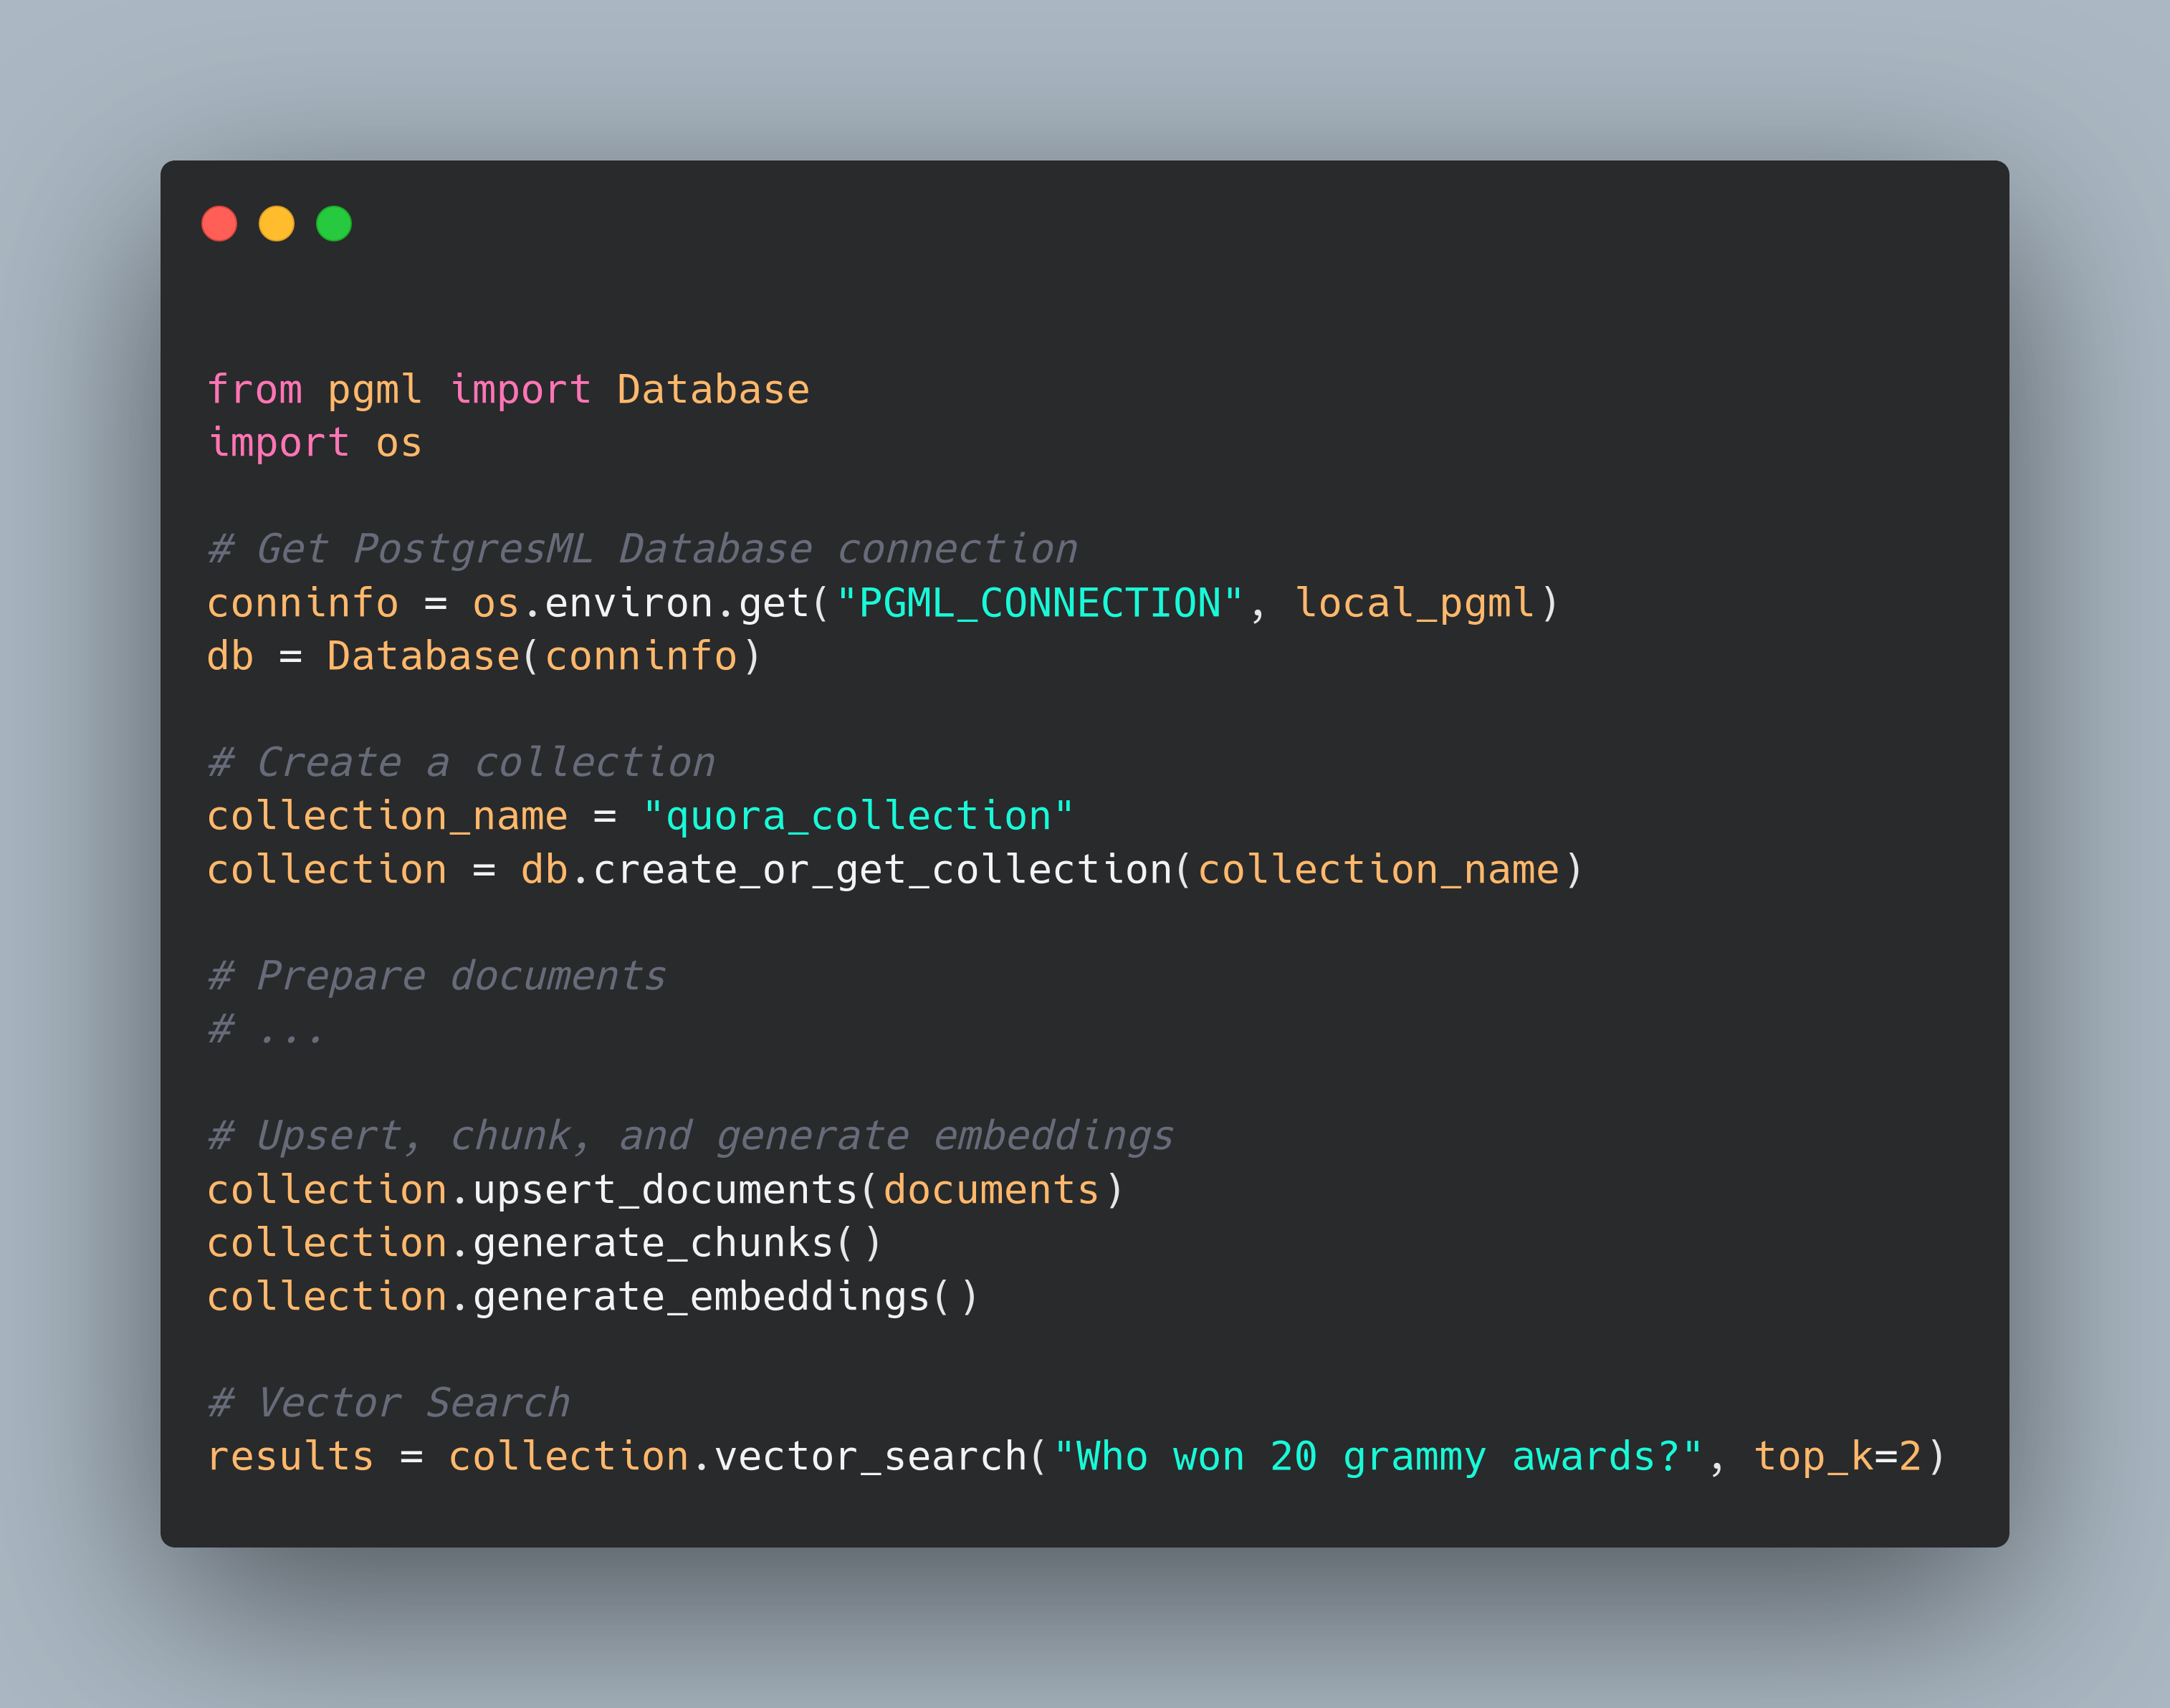 from pgml import Database
import os

# Get PostgresML Database connection
conninfo = os.environ.get("PGML_CONNECTION", local_pgml)
db = Database(conninfo)

# Create a collection
collection_name = "quora_collection"
collection = db.create_or_get_collection(collection_name)

# Prepare documents
# ...

# Upsert, chunk, and generate embeddings
collection.upsert_documents(documents)
collection.generate_chunks()
collection.generate_embeddings()

# Vector Search
results = collection.vector_search("Who won 20 grammy awards?", top_k=2)